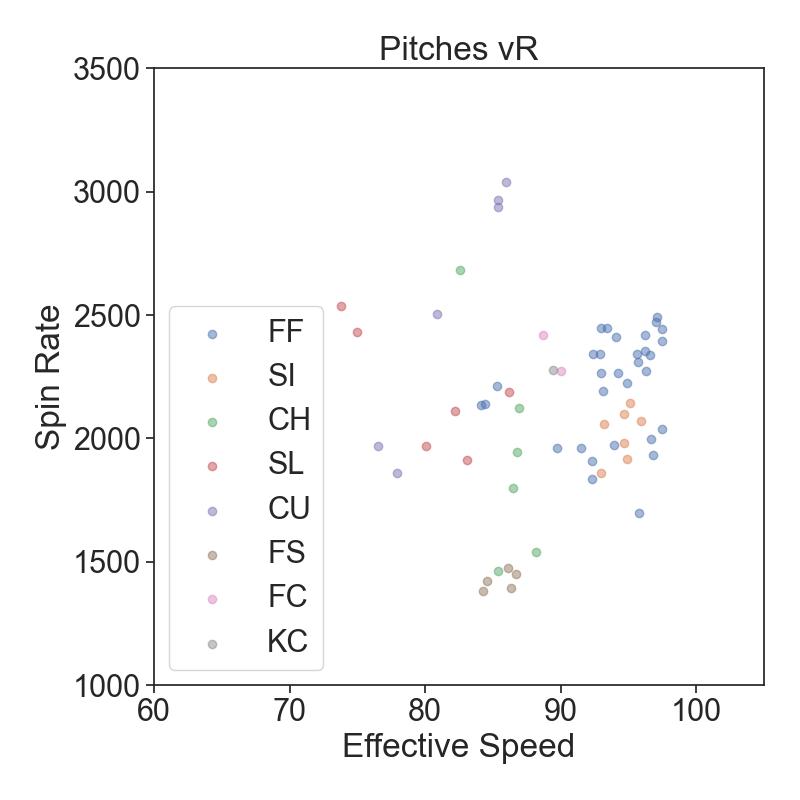 Pitches vR
3500
3000
2500
2000
1500
1000
Spin Rate
FF
SI
CH
SL
CU
FS
FC
KC
60 70 80 90 100
Effective Speed